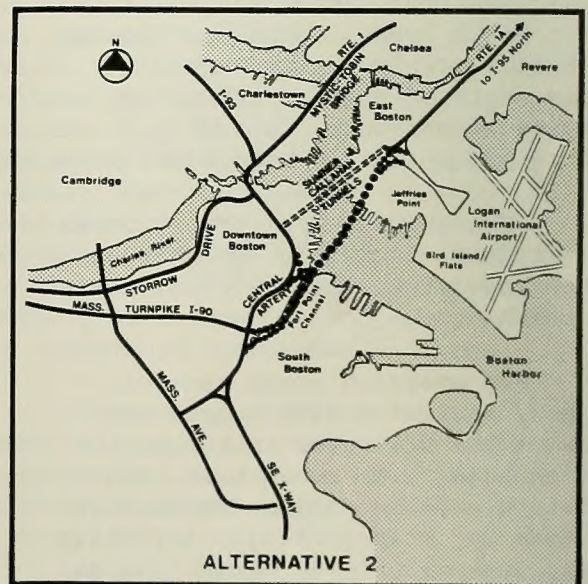 N
RTE. 1
MYSTIC-TOBIN
BRIDGE
Chelsea
RTE. 1A
to I-95 North
Revere
I-93
Charlestown
East
Boston
Cambridge
SUMNER
CALLAHAN
TUNNELS
Jeffries
Point
Logan
International
Airport
Charles River
STORROW
DRIVE
Downtown
Boston
Bird Island
Flats
CENTRAL
ARTERY
MASS. TURNPIKE I-90
Fort Point
Channel
South
Boston
Boston
Harbor
MASS.
AVE.
SE X-WAY
ALTERNATIVE 2